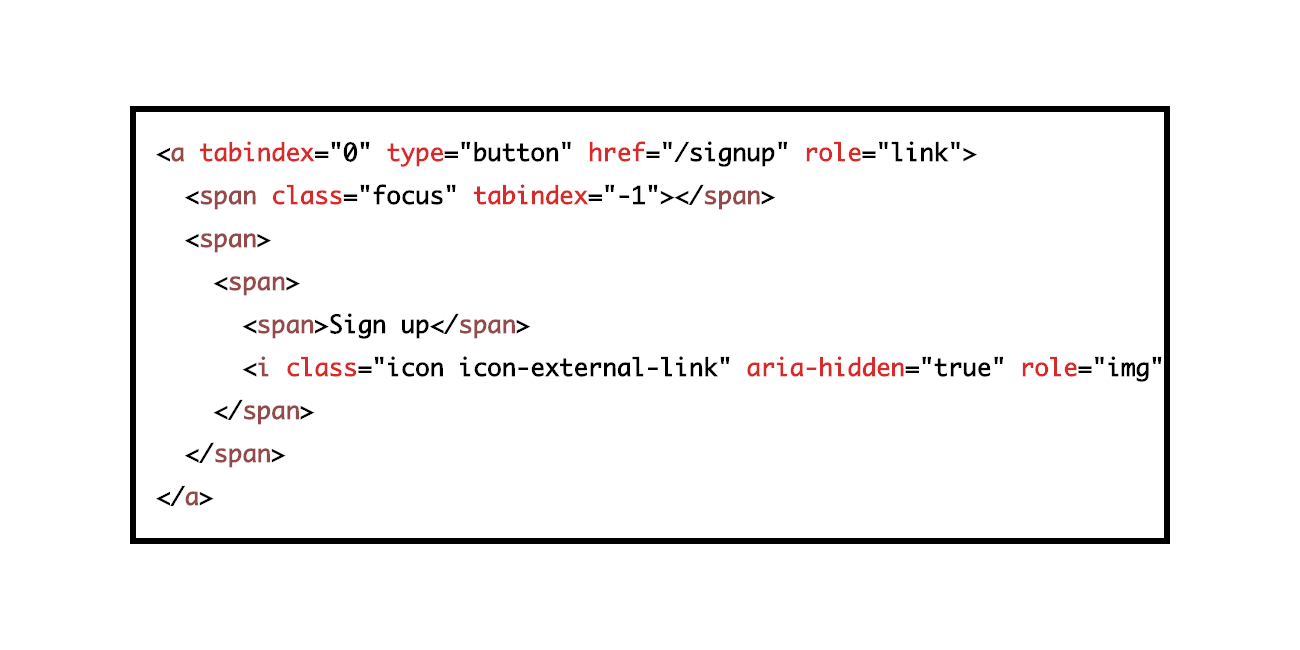 <a tabindex="0" type="button" href="/signup" role="link">
  <span class="focus" tabindex="-1"></span>
  <span>
    <span>
      <span>Sign up</span>
      <i class="icon icon-external-link" aria-hidden="true" role="img"
    </span>
  </span>
</a>